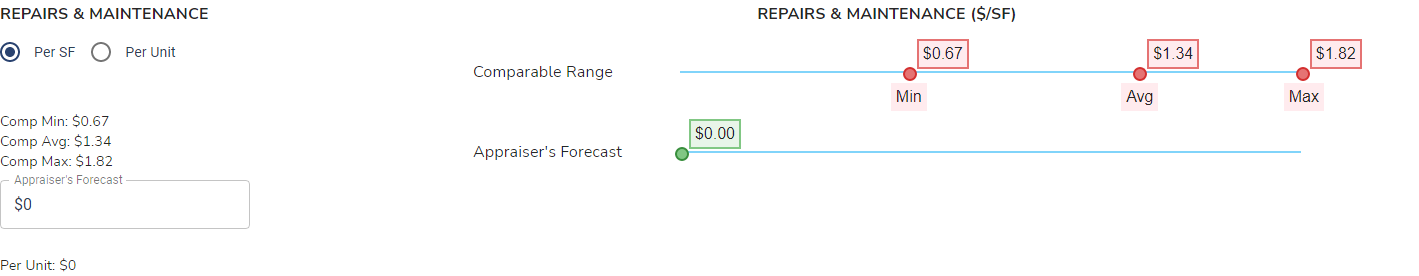 REPAIRS & MAINTENANCE
Per SF
Per Unit
Comp Min: $0.67
Comp Avg: $1.34
Comp Max: $1.82
Appraiser's Forecast
$0
Per Unit: $0
REPAIRS & MAINTENANCE ($/SF)
Comparable Range
$0.67
$1.34
$1.82
Min
Avg
Max
Appraiser's Forecast
$0.00